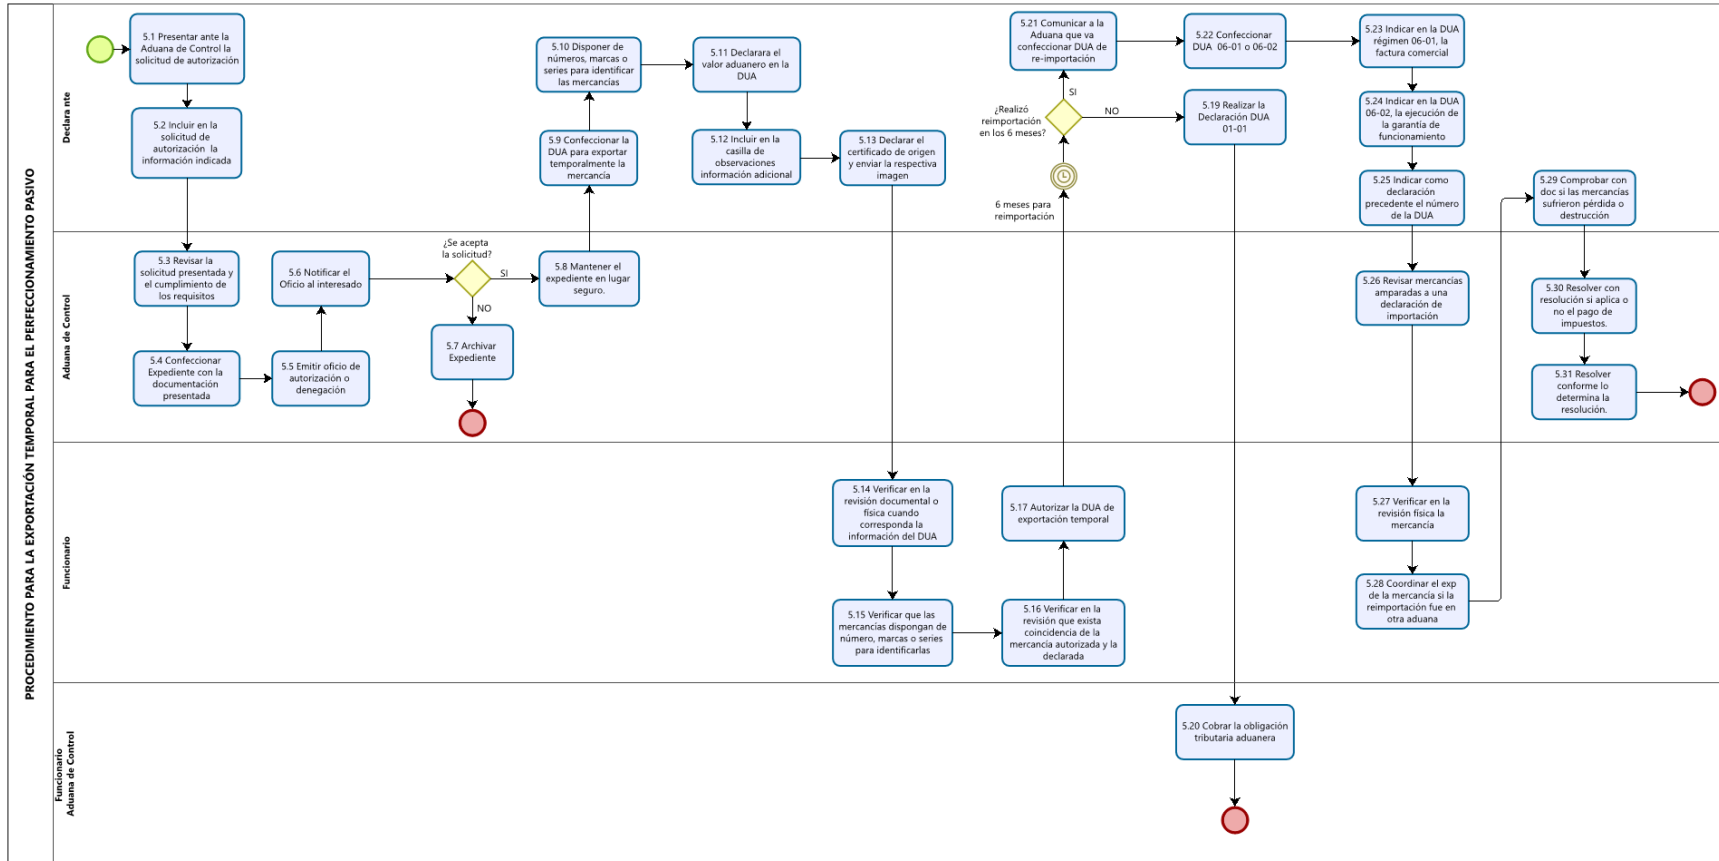 PROCEDIMIENTO PARA LA EXPORTACIÓN TEMPORAL PARA EL PERFECCIONAMIENTO PASIVO
Declara nte
5.1 Presentar ante la
Aduana de Control la
solicitud de autorización
5.2 Incluir en la
solicitud de
autorización la
información indicada
5.10 Disponer de
números, marcas o
series para identificar
las mercancías
5.9 Confeccionar la
DUA para exportar
temporalmente la
mercancía
5.11 Declarara el
valor aduanero en la
DUA
5.12 Incluir en la
casilla de
observaciones
información adicional
5.13 Declarar el
certificado de origen
y enviar la respectiva
imagen
5.21 Comunicar a la
Aduana que va
confeccionar DUA de
re-importación
SI
¿Realizó
reimportación
en los 6 meses?
NO
6 meses para
reimportación
5.22 Confeccionar
DUA 06-01 o 06-02
5.19 Realizar la
Declaración DUA
01-01
5.23 Indicar en la DUA
régimen 06-01, la
factura comercial
5.24 Indicar en la DUA
06-02, la ejecución de
la garantía de
funcionamiento
5.25 Indicar como
declaración
precedente el número
de la DUA
5.29 Comprobar con
doc si las mercancías
sufrieron pérdida o
destrucción
Aduana de Control
5.3 Revisar la
solicitud presentada y
el cumplimiento de
los requisitos
5.4 Confeccionar
Expediente con la
documentación
presentada
5.6 Notificar el
Oficio al interesado
5.5 Emitir oficio de
autorización o
denegación
¿Se acepta
la solicitud?
SI
NO
5.7 Archivar
Expediente
5.8 Mantener el
expediente en lugar
seguro.
5.26 Revisar mercancías
amparadas a una
declaración de
importación
5.30 Resolver con
resolución si aplica o
no el pago de
impuestos.
5.31 Resolver
conforme lo
determina la
resolución.
Funcionario
5.14 Verificar en la
revisión documental o
física cuando
corresponda la
información del DUA
5.15 Verificar que las
mercancías dispongan de
número, marcas o series
para identificarlas
5.17 Autorizar la DUA de
exportación temporal
5.16 Verificar en la
revisión que exista
coincidencia de la
mercancía autorizada y la
declarada
5.27 Verificar en la
revisión física la
mercancía
5.28 Coordinar el exp
de la mercancía si la
reimportación fue en
otra aduana
Funcionario
Aduana de Control
5.20 Cobrar la obligación
tributaria aduanera